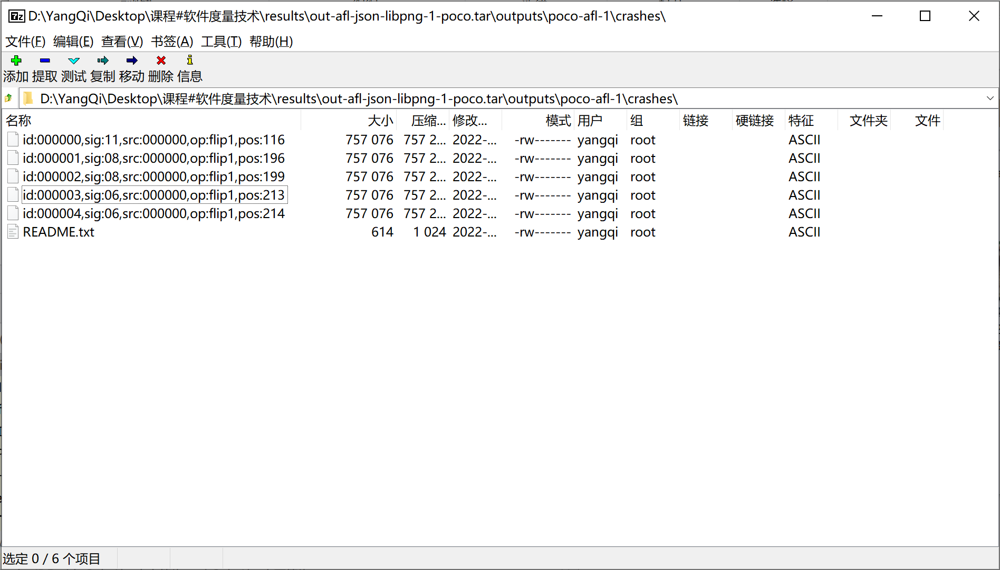 D:\YangQi\Desktop\课程#软件度量技术\results\out-afl-json-libpng-1-poco.tar\outputs\poco-afl-1\crashes\
文件(F) 编辑(E) 查看(V) 书签(A) 工具(T) 帮助(H)
添加 提取 测试 复制 移动 删除 信息
D:\YangQi\Desktop\课程#软件度量技术\results\out-afl-json-libpng-1-poco.tar\outputs\poco-afl-1\crashes\
名称 大小 压缩... 修改... 模式 用户 组 链接 硬链接 特征 文件夹 文件
id:000000,sig:11,src:000000,op:flip1,pos:116 757 076 757 2... 2022-... -rw------- yangqi root ASCII
id:000001,sig:08,src:000000,op:flip1,pos:196 757 076 757 2... 2022-... -rw------- yangqi root ASCII
id:000002,sig:08,src:000000,op:flip1,pos:199 757 076 757 2... 2022-... -rw------- yangqi root ASCII
id:000003,sig:06,src:000000,op:flip1,pos:213 757 076 757 2... 2022-... -rw------- yangqi root ASCII
id:000004,sig:06,src:000000,op:flip1,pos:214 757 076 757 2... 2022-... -rw------- yangqi root ASCII
README.txt 614 1 024 2022-... -rw------- yangqi root ASCII
选定 0 / 6 个项目